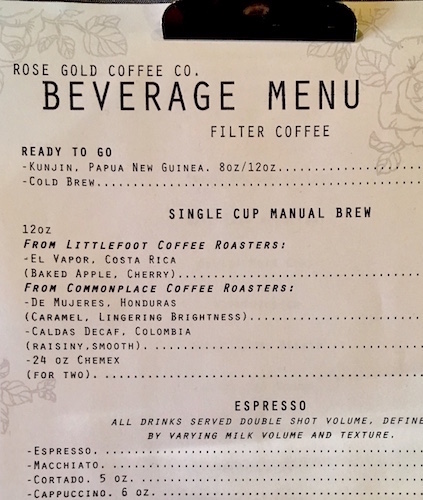 ROSE GOLD COFFEE CO.
BEVERAGE MENU
FILTER COFFEE
READY TO GO
-KUNJIN, PAPUA NEW GUINEA. 8OZ/12OZ..................
-COLD BREW..........................................
SINGLE CUP MANUAL BREW
12OZ
FROM LITTLEFOOT COFFEE ROASTERS:
-EL VAPOR, COSTA RICA
(BAKED APPLE, CHERRY)................................
FROM COMMONPLACE COFFEE ROASTERS:
-DE MUJERES, HONDURAS
(CARAMEL, LINGERING BRIGHTNESS)......................
-CALDAS DECAF, COLOMBIA
(RAISINY,SMOOTH). ...................................
-24 OZ CHEMEX
(FOR TWO). ..........................................
ESPRESSO
ALL DRINKS SERVED DOUBLE SHOT VOLUME, DEFINE
BY VARYING MILK VOLUME AND TEXTURE.
-ESPRESSO. ..........................................
-MACCHIATO. .........................................
-CORTADO. 5 OZ. .....................................
-CAPPUCCINO. 6 OZ. ..................................